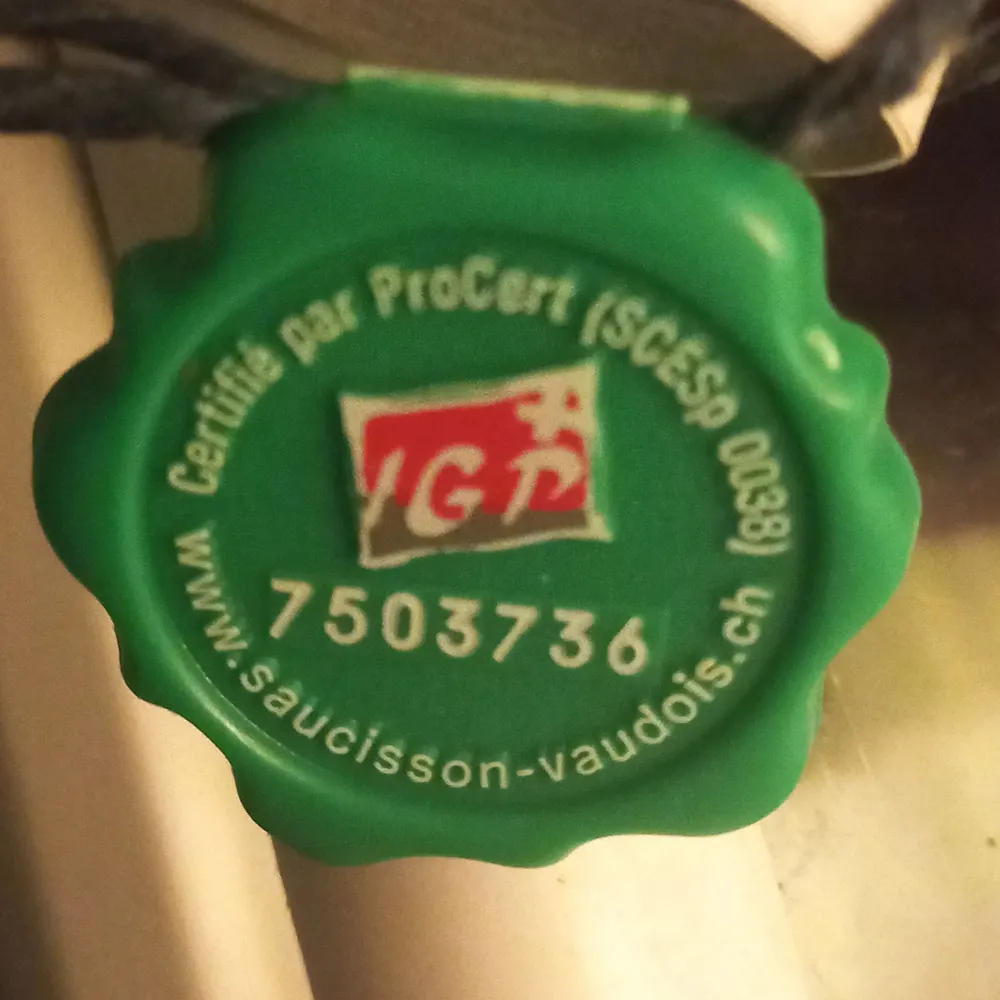 Certifié par ProCert (SCESp 0038)
IGP
7503736
www.saucisson-vaudois.ch